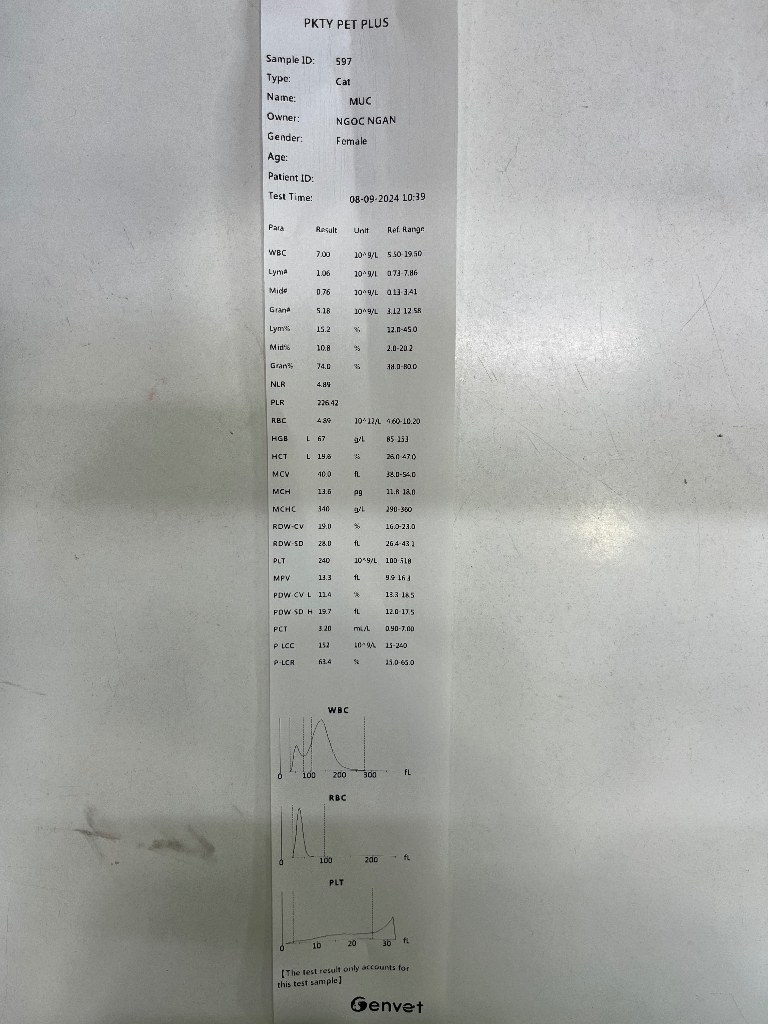 PKTY PET PLUS
Sample ID: 597
Type: Cat
Name: MUC
Owner: NGOC NGAN
Gender: Female
Age:
Patient ID:
Test Time: 08-09-2024 10:39
Para Result Unit Ref. Range
WBC 7.00 10^9/L 5.50-19.50
Lym# 1.06 10^9/L 0.73-7.86
Mid# 0.76 10^9/L 0.13-3.41
Gran# 5.18 10^9/L 3.12-12.58
Lym% 15.2 % 12.0-45.0
Mid% 10.8 % 2.0-20.2
Gran% 74.0 % 38.0-80.0
NLR 4.89
PLR 226.42
RBC 4.89 10^12/L 4.60-10.20
HGB L 67 g/L 85-153
HCT L 19.6 % 26.0-47.0
MCV 40.0 fL 38.0-54.0
MCH 13.6 pg 11.8-18.0
MCHC 340 g/L 290-360
RDW-CV 19.0 % 16.0-23.0
RDW-SD 28.0 fL 26.4-43.1
PLT 240 10^9/L 100-518
MPV 13.3 fL 9.9-16.3
PDW-CV L 11.4 % 13.3-18.5
PDW-SD H 19.7 fL 12.0-17.5
PCT 3.20 mL/L 0.90-7.00
P-LCC 152 10^9/L 15-240
P-LCR 63.4 % 15.0-65.0
WBC
0 100 200 300 fL
RBC
0 100 200 fL
PLT
0 10 20 30 fL
【The test result only accounts for
this test sample】
Genvet